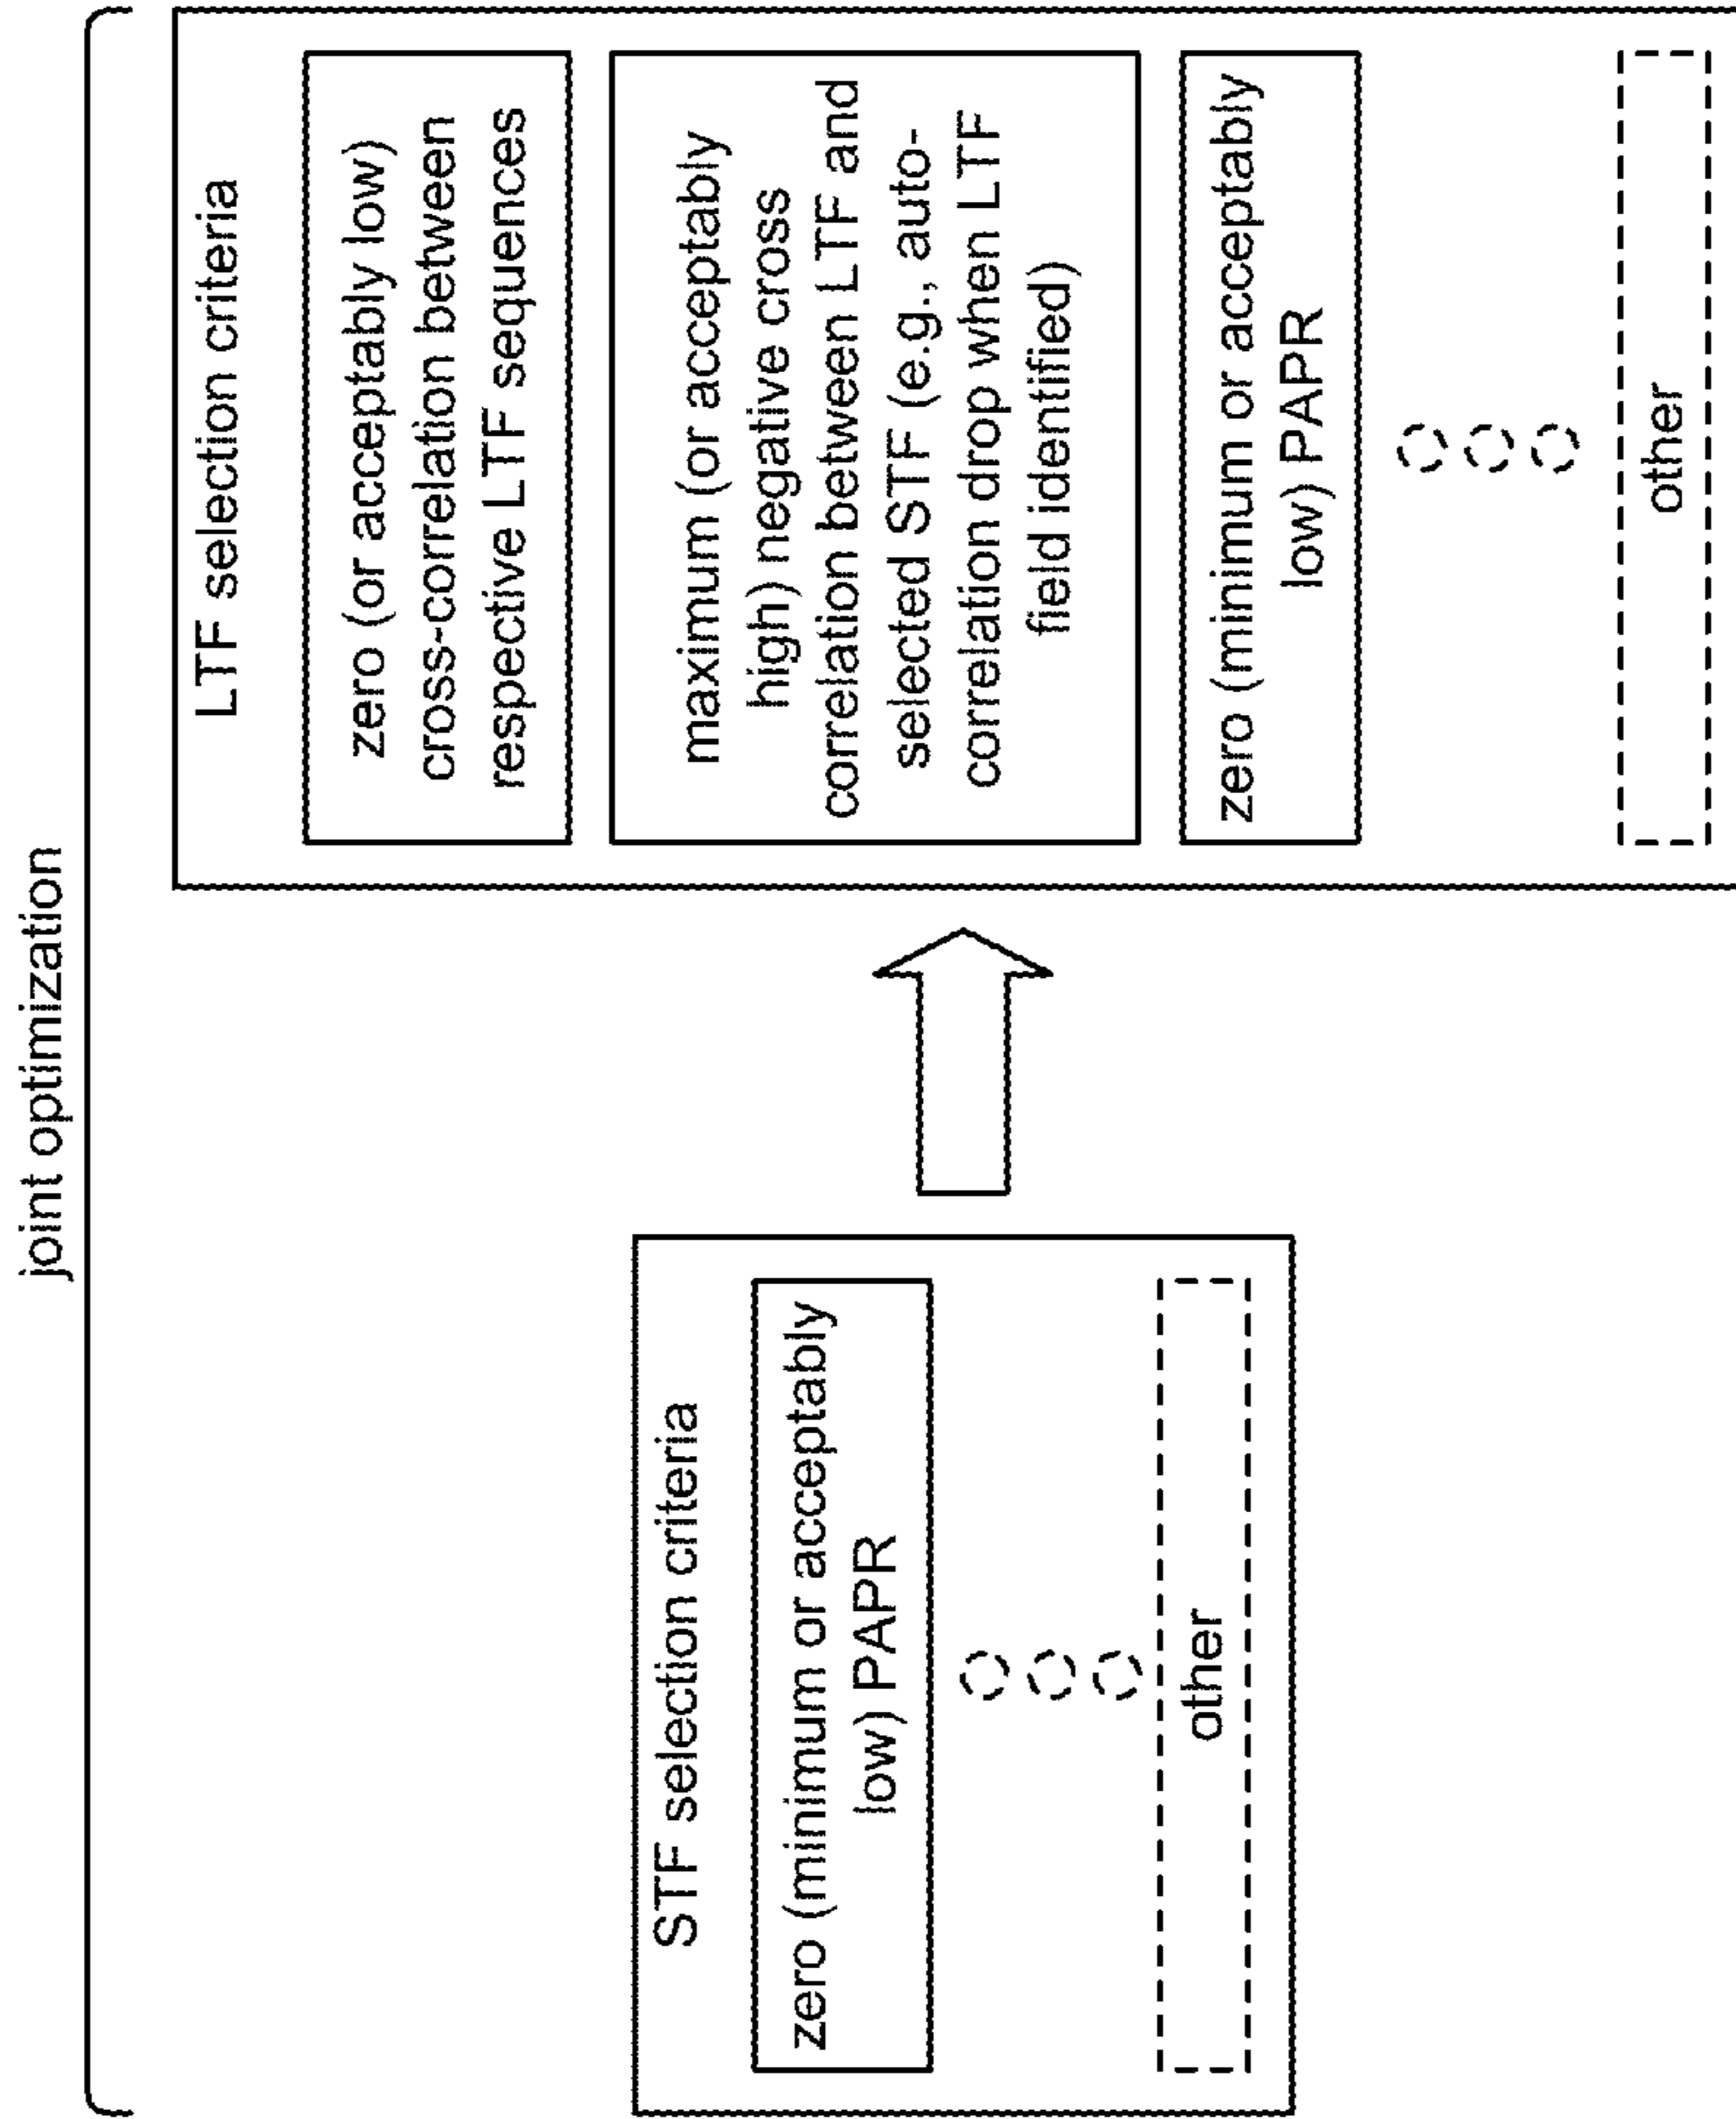 joint optimization
STF selection criteria
zero (minimum or acceptably
low) PAPR
other
LTF selection criteria
zero (or acceptably low)
cross-correlation between
respective LTF sequences
maximum (or acceptably
high) negative cross
correlation between LTF and
selected STF (e.g., auto-
correlation drop when LTF
field identified)
zero (minimum or acceptably
low) PAPR
other